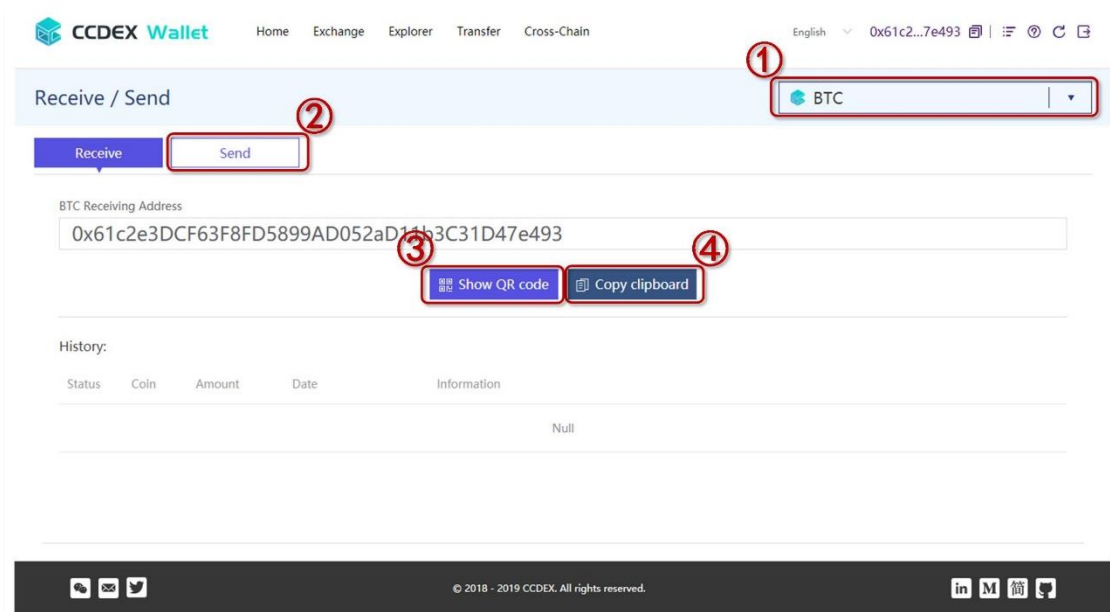 CCDEX Wallet Home Exchange Explorer Transfer Cross-Chain English 0x61c2...7e493
①
Receive / Send BTC
②
Receive Send
BTC Receiving Address
0x61c2e3DCF63F8FD5899AD052aD11b3C31D47e493
③ ④
Show QR code Copy clipboard
History:
Status Coin Amount Date Information
Null
© 2018 - 2019 CCDEX. All rights reserved. in M 简